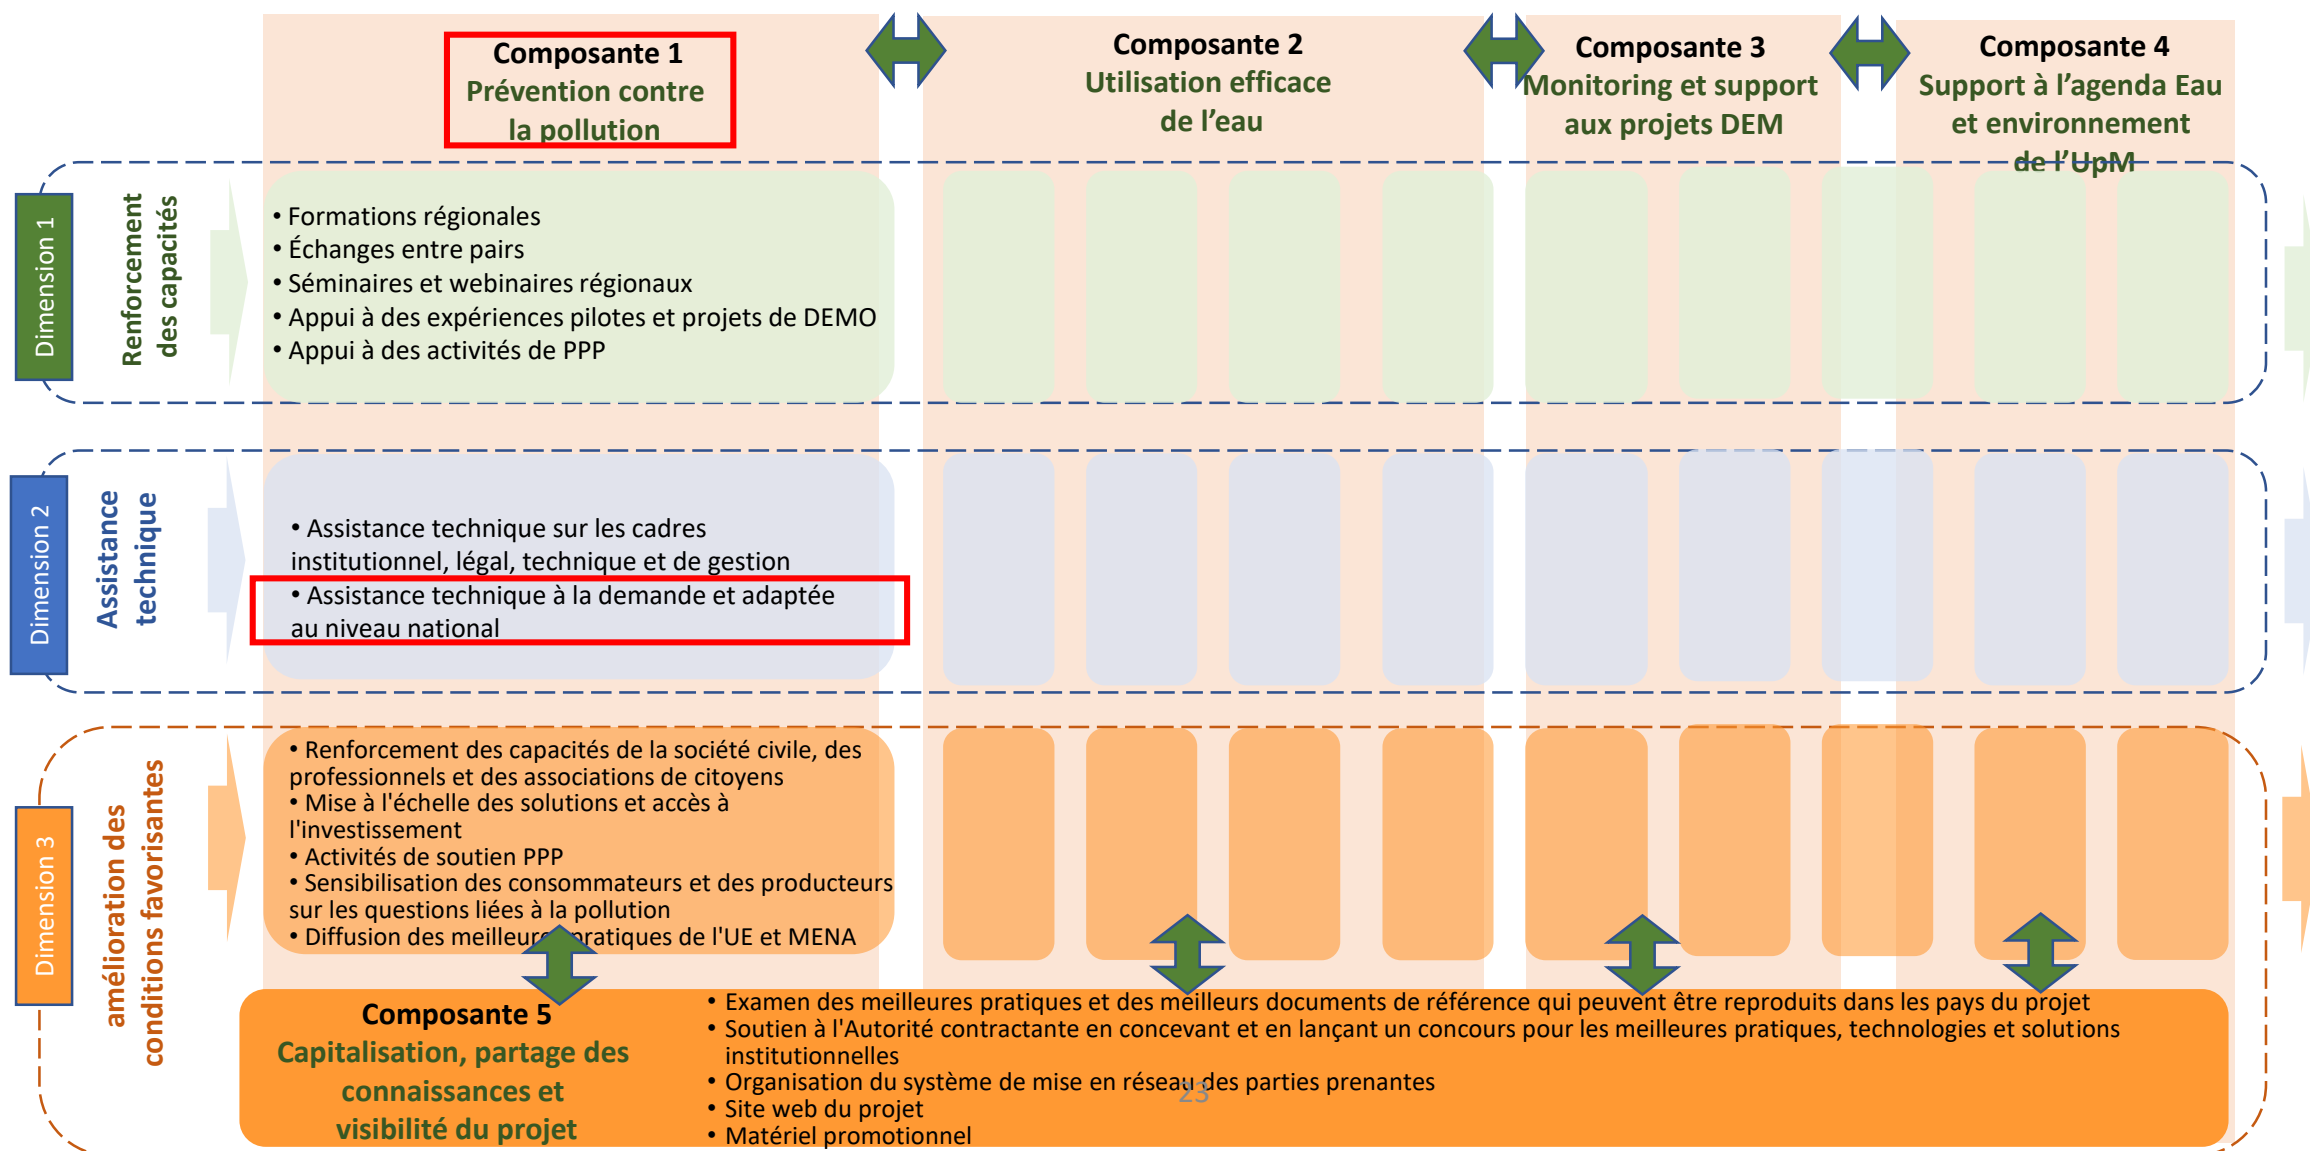 Composante 1
Prévention contre
la pollution
Composante 2
Utilisation efficace
de l'eau
Composante 3
Monitoring et support
aux projets DEM
Composante 4
Support à l’agenda Eau
et environnement
de l’UpM
Dimension 1
Renforcement
des capacités
• Formations régionales
• Échanges entre pairs
• Séminaires et webinaires régionaux
• Appui à des expériences pilotes et projets de DEMO
• Appui à des activités de PPP
Dimension 2
Assistance
technique
• Assistance technique sur les cadres
institutionnel, légal, technique et de gestion
• Assistance technique à la demande et adaptée
au niveau national
Dimension 3
amélioration des
conditions favorisantes
• Renforcement des capacités de la société civile, des
professionnels et des associations de citoyens
• Mise à l'échelle des solutions et accès à
l'investissement
• Activités de soutien PPP
• Sensibilisation des consommateurs et des producteurs
sur les questions liées à la pollution
• Diffusion des meilleures pratiques de l'UE et MENA
Composante 5
Capitalisation, partage des
connaissances et
visibilité du projet
• Examen des meilleures pratiques et des meilleurs documents de référence qui peuvent être reproduits dans les pays du projet
• Soutien à l'Autorité contractante en concevant et en lançant un concours pour les meilleures pratiques, technologies et solutions
institutionnelles
• Organisation du système de mise en réseau des parties prenantes
• Site web du projet
• Matériel promotionnel
23